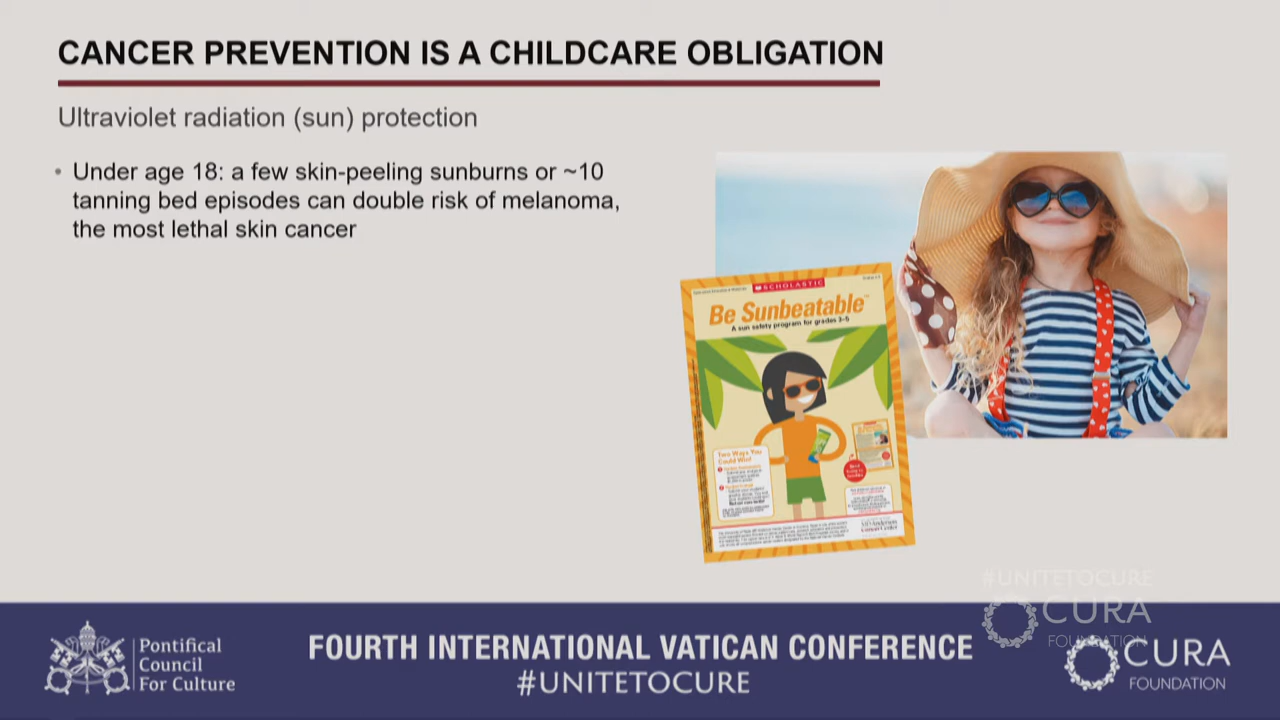 CANCER PREVENTION IS A CHILDCARE OBLIGATION
Ultraviolet radiation (sun) protection
• Under age 18: a few skin-peeling sunburns or ~10
tanning bed episodes can double risk of melanoma,
the most lethal skin cancer
SCHOLASTIC
Be Sunbeatable™
A sun safety program for grades 3-5
Two Ways You
Could Win!
#UNITETOCURE
CURA
FOUNDATION
Pontifical
Council
For Culture
FOURTH INTERNATIONAL VATICAN CONFERENCE
#UNITETOCURE
CURA
FOUNDATION